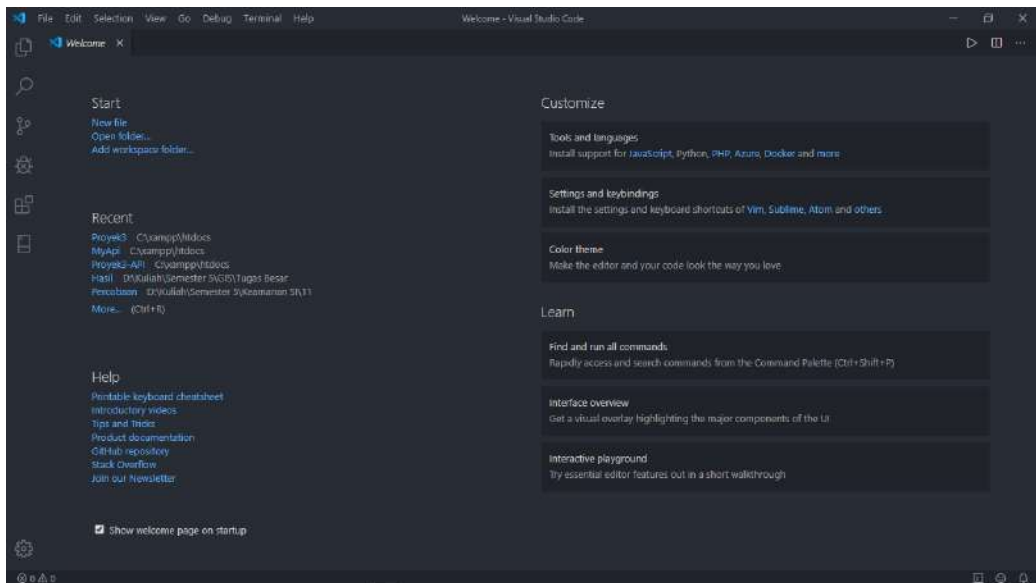 File Edit Selection View Go Debug Terminal Help
Welcome - Visual Studio Code
Welcome
Start
New file
Open folder...
Add workspace folder...
Recent
Proyek3 C:\xampp\htdocs
MyApi C:\xampp\htdocs
Proyek3-API C:\xampp\htdocs
Hasil D:\Kuliah\Semester 5\GIS\Tugas Besar
Percobaan D:\Kuliah\Semester 5\Keamanan SI\11
More... (Ctrl+R)
Help
Printable keyboard cheatsheet
Introductory videos
Tips and Tricks
Product documentation
GitHub repository
Stack Overflow
Join our Newsletter
Show welcome page on startup
Customize
Tools and languages
Install support for JavaScript, Python, PHP, Azure, Docker and more
Settings and keybindings
Install the settings and keyboard shortcuts of Vim, Sublime, Atom and others
Color theme
Make the editor and your code look the way you love
Learn
Find and run all commands
Rapidly access and search commands from the Command Palette (Ctrl+Shift+P)
Interface overview
Get a visual overlay highlighting the major components of the UI
Interactive playground
Try essential editor features out in a short walkthrough
0 0